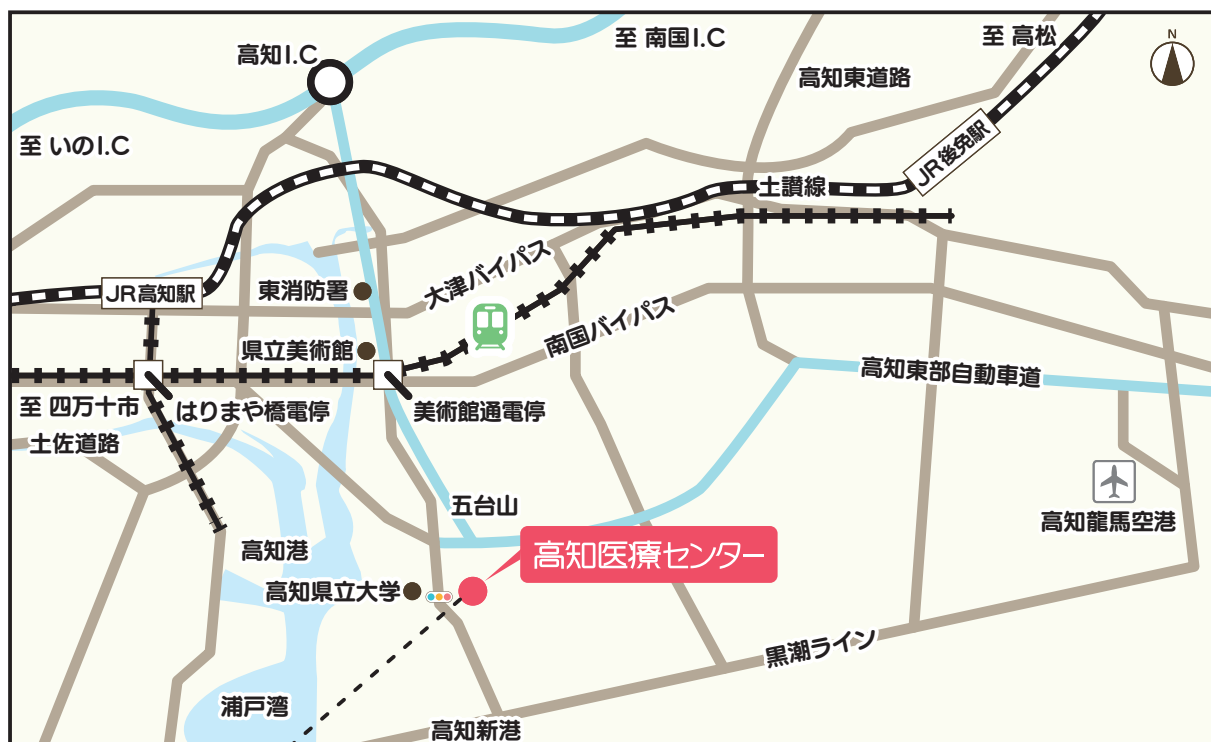 N
至 南国I.C
至 高松
高知I.C
高知東道路
至 いのI.C
JR後免駅
土讃線
大津バイパス
JR高知駅
東消防署
南国バイパス
県立美術館
高知東部自動車道
至 四万十市
はりまや橋電停
美術館通電停
土佐道路
五台山
高知龍馬空港
高知港
高知医療センター
高知県立大学
黒潮ライン
浦戸湾
高知新港